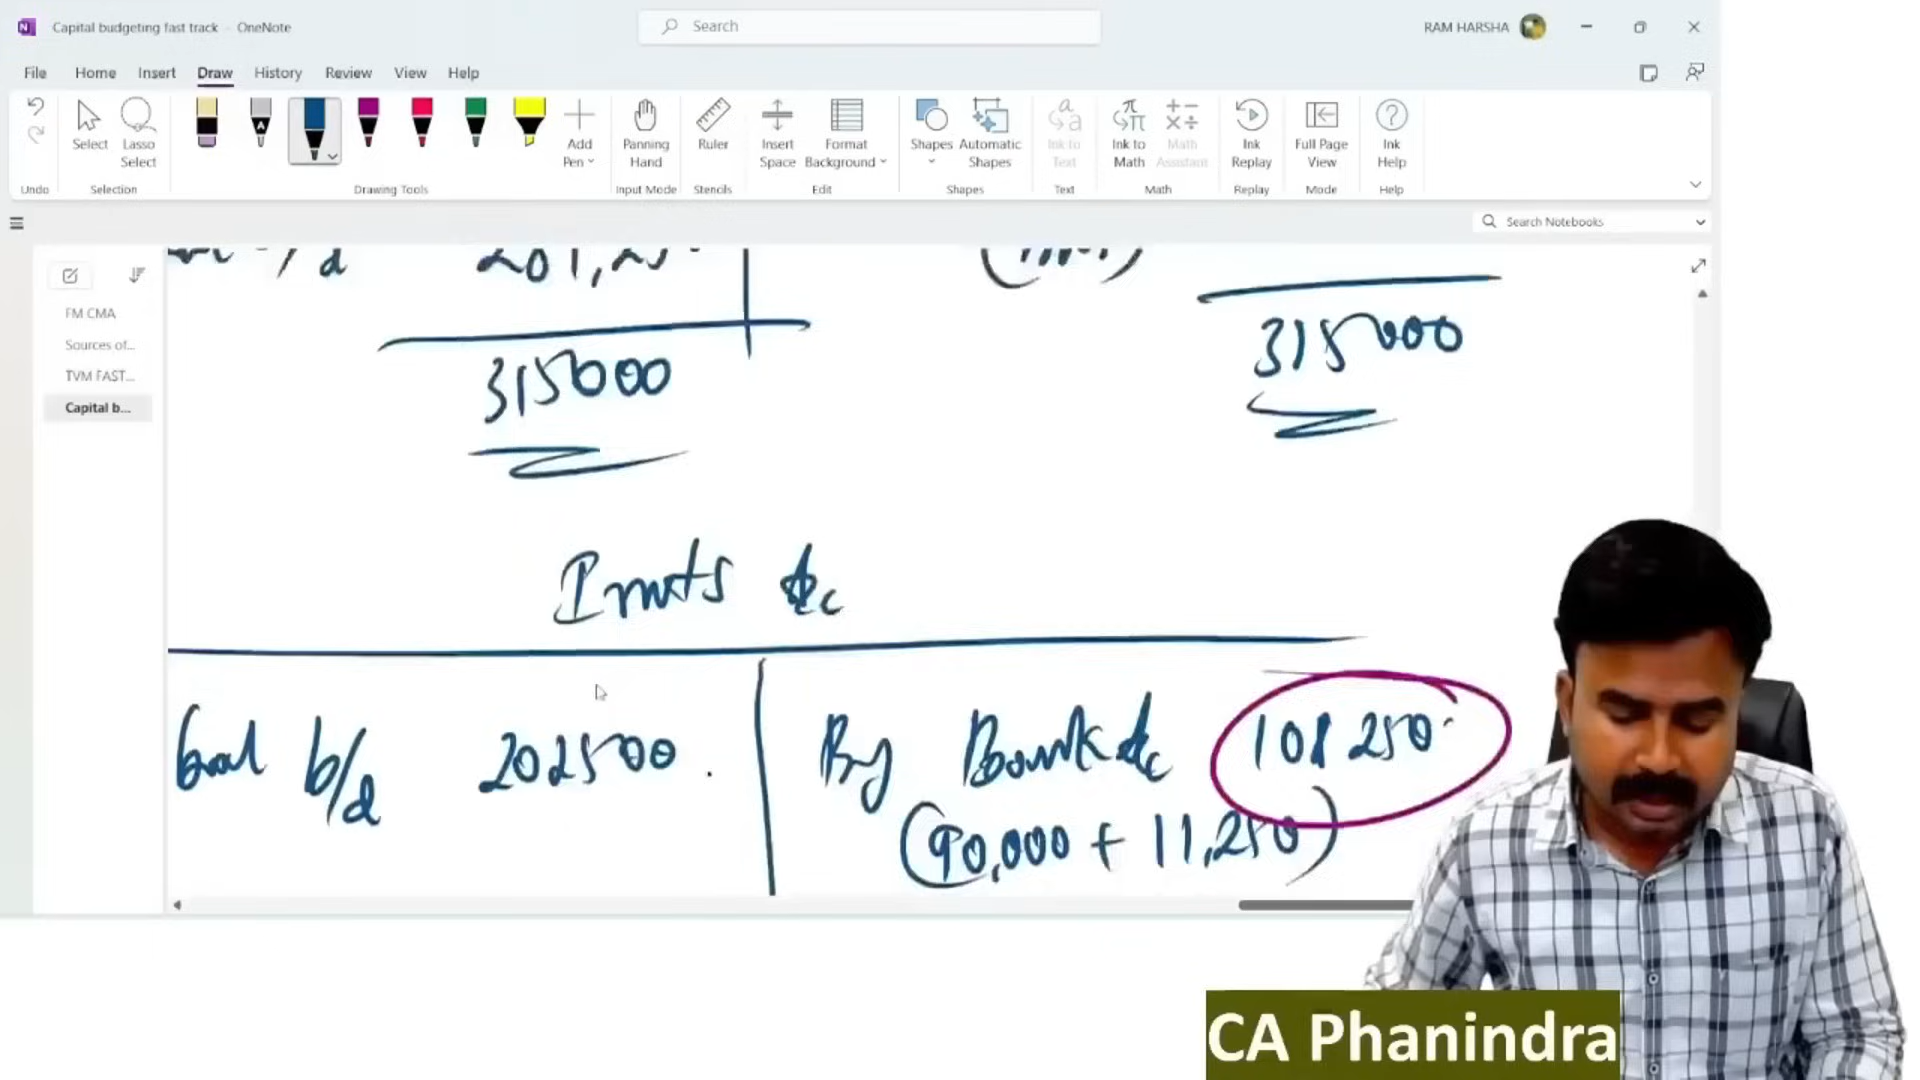 Capital budgeting fast track - OneNote
Search
RAM HARSHA
File Home Insert Draw History Review View Help
Undo
Select
Lasso Select
Selection
Drawing Tools
Add Pen
Panning Hand
Input Mode
Ruler
Stencils
Insert Space
Format Background
Edit
Shapes
Automatic Shapes
Shapes
Ink to Text
Text
Ink to Math
Math Assistant
Math
Ink Replay
Replay
Full Page View
Mode
Ink Help
Help
Search Notebooks
FM CMA
Sources of...
TVM FAST...
Capital b...
315000
315000
b/d 202500
By Bank A/c 101250
(90,000 + 11,250)
CA Phanindra